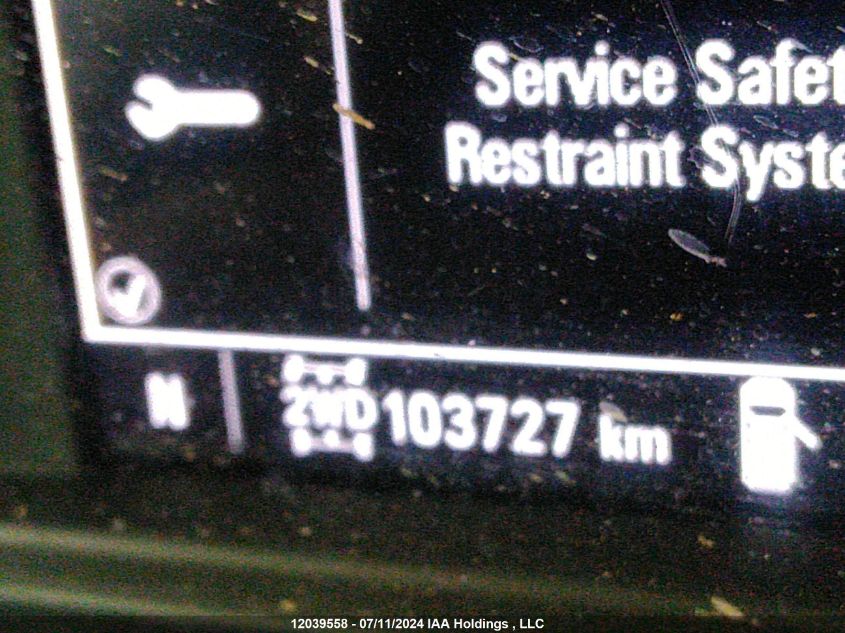 Service Safet
Restraint Syste
N 2WD 103727 km
12039558 - 07/11/2024 IAA Holdings , LLC